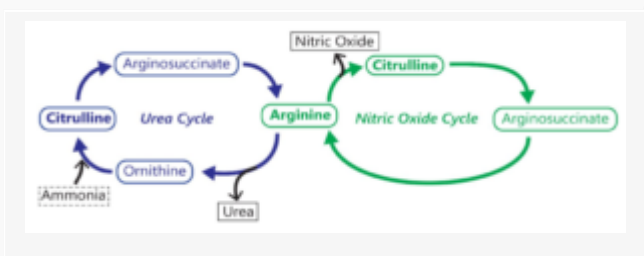 Nitric Oxide
Arginosuccinate
Citrulline
Citrulline
Urea Cycle
Arginine
Nitric Oxide Cycle
Arginosuccinate
Ornithine
Ammonia
Urea